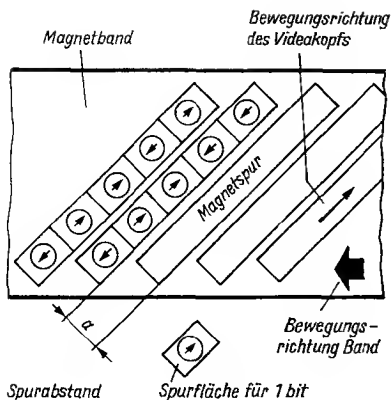 Magnetband
Bewegungsrichtung
des Videokopfs
Magnetspur
a
Bewegungs-
richtung Band
Spurabstand
Spurfläche für 1 bit